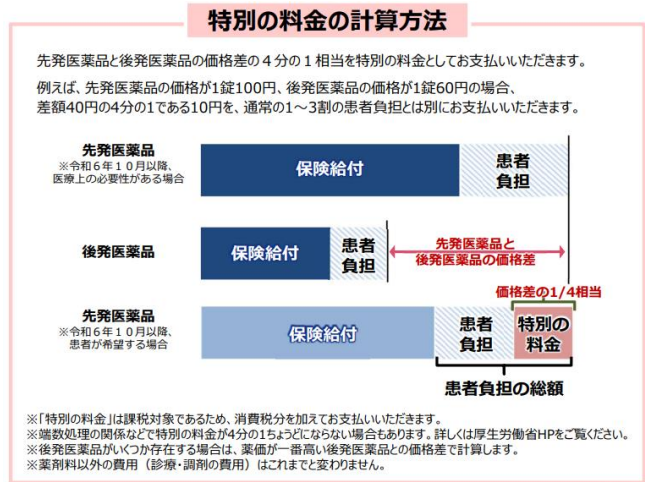 特別の料金の計算方法
先発医薬品と後発医薬品の価格差の４分の１相当を特別の料金としてお支払いいただきます。
例えば、先発医薬品の価格が1錠100円、後発医薬品の価格が1錠60円の場合、
差額40円の4分の1である10円を、通常の1～3割の患者負担とは別にお支払いいただきます。
先発医薬品
※令和６年１０月以降、
医療上の必要性がある場合
保険給付
患者
負担
後発医薬品
保険給付
患者
負担
先発医薬品と
後発医薬品の価格差
価格差の1/4相当
先発医薬品
※令和６年１０月以降、
患者が希望する場合
保険給付
患者
負担
特別の
料金
患者負担の総額
※「特別の料金」は課税対象であるため、消費税分を加えてお支払いいただきます。
※端数処理の関係などで特別の料金が4分の1ちょうどにならない場合もあります。詳しくは厚生労働省HPをご覧ください。
※後発医薬品がいくつか存在する場合は、薬価が一番高い後発医薬品との価格差で計算します。
※薬剤料以外の費用（診療・調剤の費用）はこれまでと変わりません。